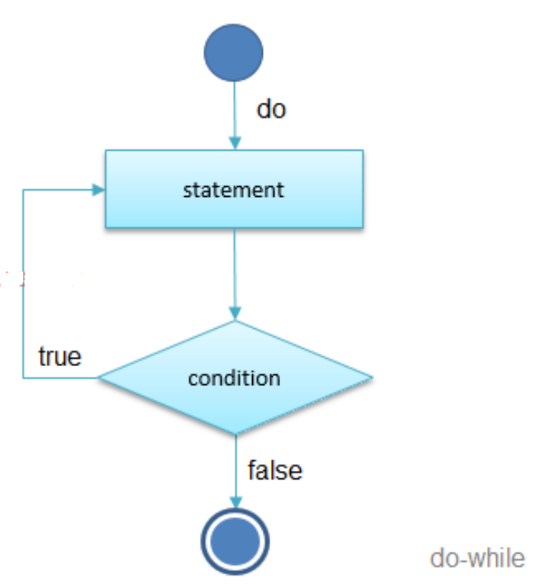 do
statement
true
condition
false
do-while